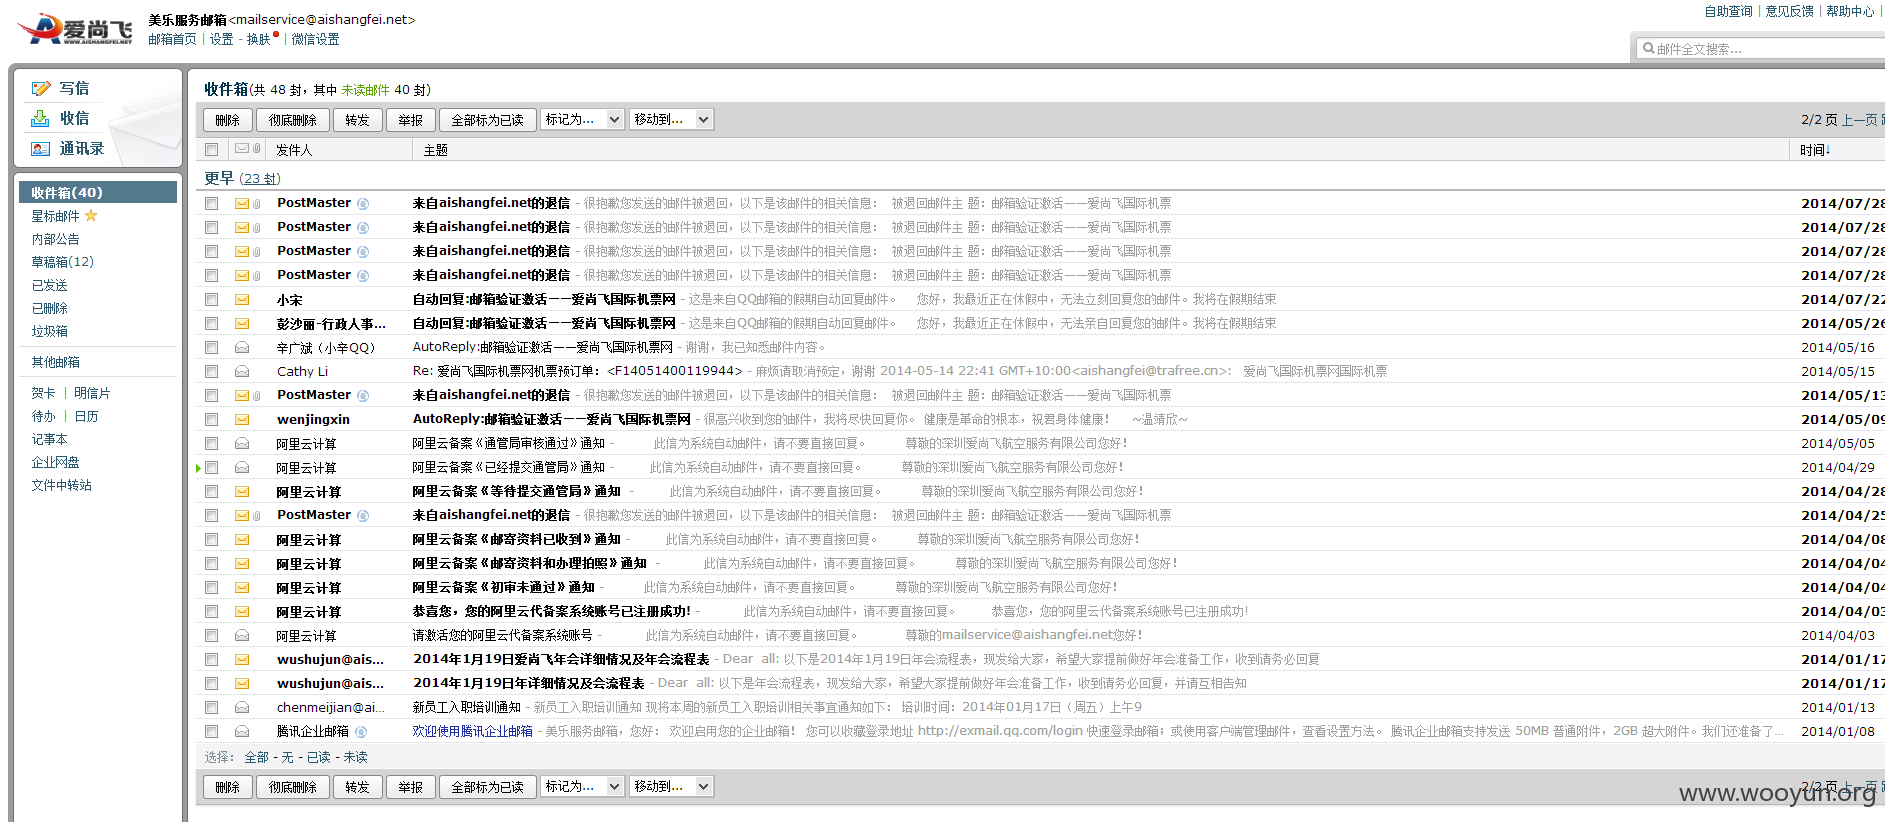 爱尚飞
WWW.AISHANGFEI.NET
美乐服务邮箱<mailservice@aishangfei.net>
邮箱首页 | 设置 - 换肤 | 微信设置
自助查询 | 意见反馈 | 帮助中心 |
邮件全文搜索...
写信
收信
通讯录
收件箱(40)
星标邮件
内部公告
草稿箱(12)
已发送
已删除
垃圾箱
其他邮箱
贺卡 | 明信片
待办 | 日历
记事本
企业网盘
文件中转站
收件箱(共 48 封，其中 未读邮件 40 封)
删除 彻底删除 转发 举报 全部标为已读 标记为... 移动到... 2/2 页 上一页
发件人 主题 时间↓
更早 (23 封)
PostMaster 来自aishangfei.net的退信 - 很抱歉您发送的邮件被退回，以下是该邮件的相关信息： 被退回邮件主 题：邮箱验证激活——爱尚飞国际机票 2014/07/28
PostMaster 来自aishangfei.net的退信 - 很抱歉您发送的邮件被退回，以下是该邮件的相关信息： 被退回邮件主 题：邮箱验证激活——爱尚飞国际机票 2014/07/28
PostMaster 来自aishangfei.net的退信 - 很抱歉您发送的邮件被退回，以下是该邮件的相关信息： 被退回邮件主 题：邮箱验证激活——爱尚飞国际机票 2014/07/28
PostMaster 来自aishangfei.net的退信 - 很抱歉您发送的邮件被退回，以下是该邮件的相关信息： 被退回邮件主 题：邮箱验证激活——爱尚飞国际机票 2014/07/28
小宋 自动回复:邮箱验证激活——爱尚飞国际机票网 - 这是来自QQ邮箱的假期自动回复邮件。 您好，我最近正在休假中，无法立刻回复您的邮件。我将在假期结束 2014/07/22
彭沙丽-行政人事... 自动回复:邮箱验证激活——爱尚飞国际机票网 - 这是来自QQ邮箱的假期自动回复邮件。 您好，我最近正在休假中，无法亲自回复您的邮件。我将在假期结束 2014/05/26
辛广斌（小辛QQ） AutoReply:邮箱验证激活——爱尚飞国际机票网 - 谢谢，我已知悉邮件内容。 2014/05/16
Cathy Li Re: 爱尚飞国际机票网机票预订单：<F14051400119944> - 麻烦请取消预定，谢谢 2014-05-14 22:41 GMT+10:00<aishangfei@trafree.cn>: 爱尚飞国际机票网国际机票 2014/05/15
PostMaster 来自aishangfei.net的退信 - 很抱歉您发送的邮件被退回，以下是该邮件的相关信息： 被退回邮件主 题：邮箱验证激活——爱尚飞国际机票 2014/05/13
wenjingxin AutoReply:邮箱验证激活——爱尚飞国际机票网 - 很高兴收到您的邮件，我将尽快回复你。 健康是革命的根本，祝君身体健康！ ~温靖欣~ 2014/05/09
阿里云计算 阿里云备案《通管局审核通过》通知 - 此信为系统自动邮件，请不要直接回复。 尊敬的深圳爱尚飞航空服务有限公司您好！ 2014/05/05
阿里云计算 阿里云备案《已经提交通管局》通知 - 此信为系统自动邮件，请不要直接回复。 尊敬的深圳爱尚飞航空服务有限公司您好！ 2014/04/29
阿里云计算 阿里云备案《等待提交通管局》通知 - 此信为系统自动邮件，请不要直接回复。 尊敬的深圳爱尚飞航空服务有限公司您好！ 2014/04/28
PostMaster 来自aishangfei.net的退信 - 很抱歉您发送的邮件被退回，以下是该邮件的相关信息： 被退回邮件主 题：邮箱验证激活——爱尚飞国际机票 2014/04/25
阿里云计算 阿里云备案《邮寄资料已收到》通知 - 此信为系统自动邮件，请不要直接回复。 尊敬的深圳爱尚飞航空服务有限公司您好！ 2014/04/08
阿里云计算 阿里云备案《邮寄资料和办理拍照》通知 - 此信为系统自动邮件，请不要直接回复。 尊敬的深圳爱尚飞航空服务有限公司您好！ 2014/04/04
阿里云计算 阿里云备案《初审未通过》通知 - 此信为系统自动邮件，请不要直接回复。 尊敬的深圳爱尚飞航空服务有限公司您好！ 2014/04/04
阿里云计算 恭喜您，您的阿里云代备案系统账号已注册成功! - 此信为系统自动邮件，请不要直接回复。 恭喜您，您的阿里云代备案系统账号已注册成功! 2014/04/03
阿里云计算 请激活您的阿里云代备案系统账号 - 此信为系统自动邮件，请不要直接回复。 尊敬的mailservice@aishangfei.net您好！ 2014/04/03
wushujun@ais... 2014年1月19日爱尚飞年会详细情况及年会流程表 - Dear all: 以下是2014年1月19日年会流程表，现发给大家，希望大家提前做好年会准备工作，收到请务必回复 2014/01/17
wushujun@ais... 2014年1月19日年详细情况及会流程表 - Dear all: 以下是年会流程表，现发给大家，希望大家提前做好年会准备工作，收到请务必回复，并请互相告知 2014/01/17
chenmeijian@ai... 新员工入职培训通知 - 新员工入职培训通知 现将本周的新员工入职培训相关事宜通知如下： 培训时间：2014年01月17日（周五）上午9 2014/01/13
腾讯企业邮箱 欢迎使用腾讯企业邮箱 - 美乐服务邮箱，您好： 欢迎启用您的企业邮箱！ 您可以收藏登录地址 http://exmail.qq.com/login 快速登录邮箱；或使用客户端管理邮件，查看设置方法。 腾讯企业邮箱支持发送 50MB 普通附件，2GB 超大附件。我们还准备了... 2014/01/08
选择： 全部 - 无 - 已读 - 未读
删除 彻底删除 转发 举报 全部标为已读 标记为... 移动到... 2/2 页 上一页
www.wooyun.org